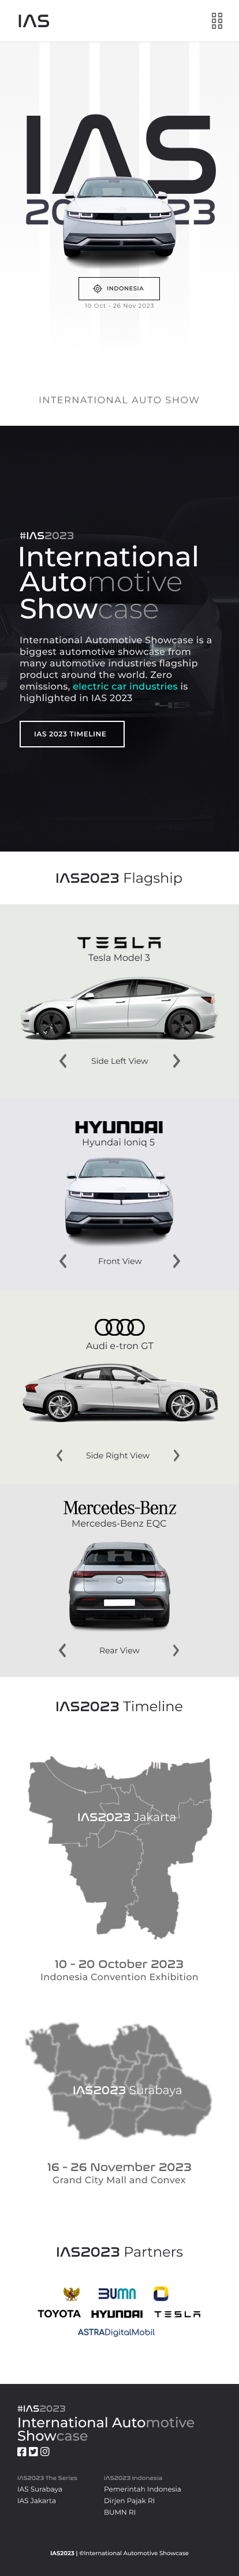 IAS
IAS
2023
INDONESIA
10 Oct - 26 Nov 2023
INTERNATIONAL AUTO SHOW
#IAS2023
International
Automotive
Showcase
International Automotive Showcase is a
biggest automotive showcase from
many automotive industries flagship
product around the world. Zero
emissions, electric car industries is
highlighted in IAS 2023
IAS 2023 TIMELINE
IAS2023 Flagship
TESLA
Tesla Model 3
Side Left View
HYUNDAI
Hyundai Ioniq 5
Front View
Audi e-tron GT
Side Right View
Mercedes-Benz
Mercedes-Benz EQC
Rear View
IAS2023 Timeline
IAS2023 Jakarta
10 - 20 October 2023
Indonesia Convention Exhibition
IAS2023 Surabaya
16 - 26 November 2023
Grand City Mall and Convex
IAS2023 Partners
BUMN
TOYOTA HYUNDAI TESLA
ASTRADigitalMobil
#IAS2023
International Automotive
Showcase
IAS2023 The Series
IAS Surabaya
IAS Jakarta
IAS2023 Indonesia
Pemerintah Indonesia
Dirjen Pajak RI
BUMN RI
IAS2023 | ©International Automotive Showcase